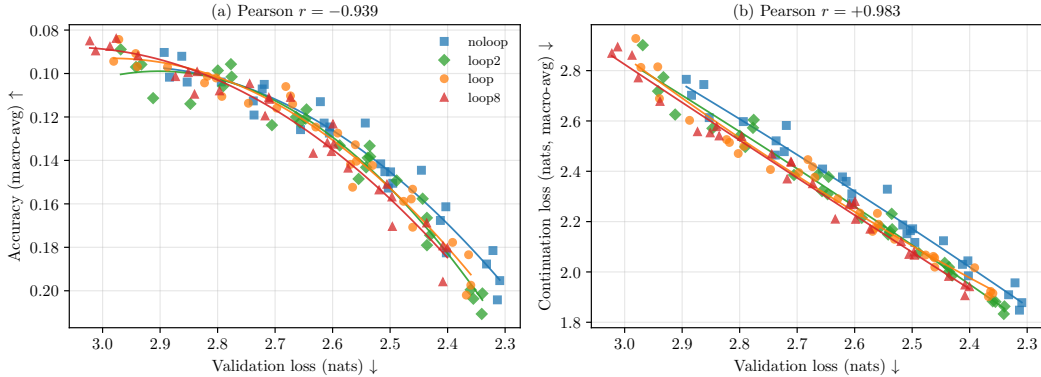 (a) Pearson r = −0.939
(b) Pearson r = +0.983
Accuracy (macro-avg) ↑
0.08
0.10
0.12
0.14
0.16
0.18
0.20
noloop
loop2
loop
loop8
3.0 2.9 2.8 2.7 2.6 2.5 2.4 2.3
Validation loss (nats) ↓
Continuation loss (nats, macro-avg) ↓
2.8
2.6
2.4
2.2
2.0
1.8
3.0 2.9 2.8 2.7 2.6 2.5 2.4 2.3
Validation loss (nats) ↓